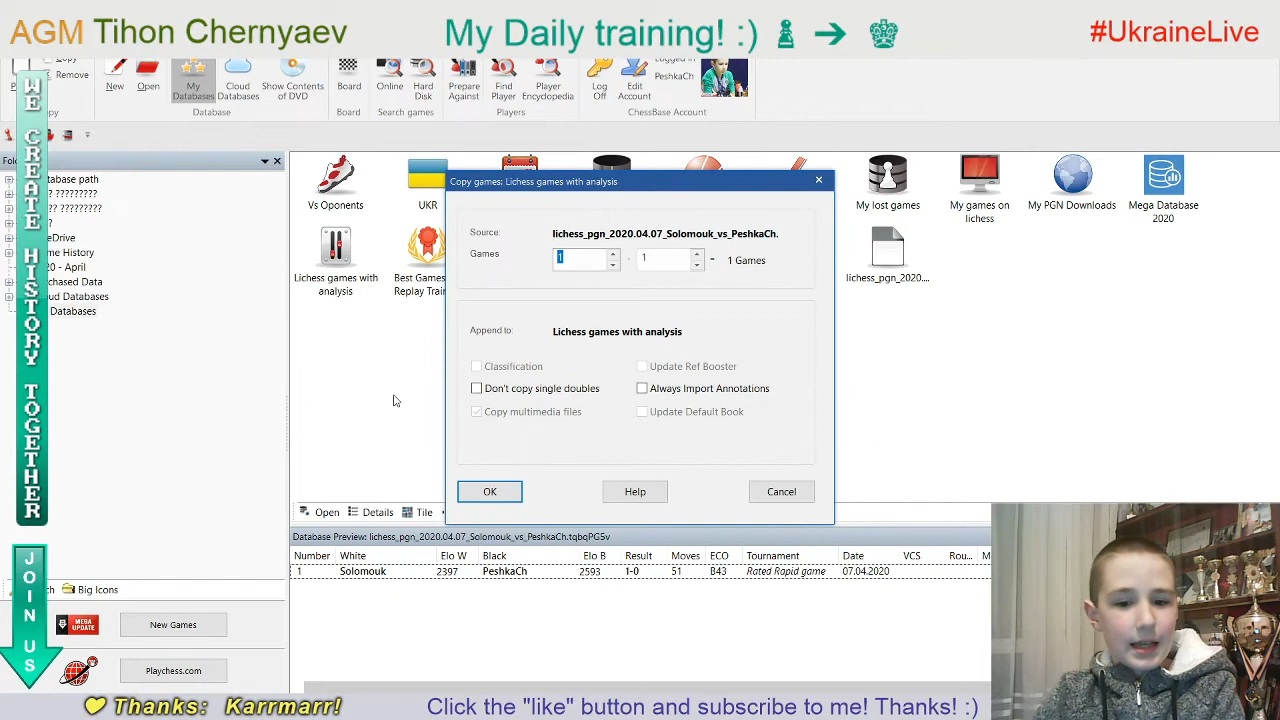 AGM Tihon Chernyaev
My Daily training! :)
#UkraineLive
Remove
New
Open
My Databases
Cloud Databases
Show Contents of DVD
Board
Online
Hard Disk
Prepare Against
Find Player
Player Encyclopedia
Log Off
Edit Account
PeshkaCh
Database
Board
Search games
Players
ChessBase Account
WE CREATE HISTORY TOGETHER
JOIN US
Vs Oponents
UKR
My lost games
My games on lichess
My PGN Downloads
Mega Database 2020
Lichess games with analysis
Best Games
lichess_pgn_2020....
Copy games: Lichess games with analysis
Source:
lichess_pgn_2020.04.07_Solomouk_vs_PeshkaCh.
Games
1 - 1 = 1 Games
Append to:
Lichess games with analysis
Classification
Update Ref Booster
Don't copy single doubles
Always Import Annotations
Copy multimedia files
Update Default Book
OK
Help
Cancel
Open
Details
Tile
Database Preview: lichess_pgn_2020.04.07_Solomouk_vs_PeshkaCh.tqbqPG5v
Number White Elo W Black Elo B Result Moves ECO Tournament Date VCS Rou...
1 Solomouk 2397 PeshkaCh 2593 1-0 51 B43 Rated Rapid game 07.04.2020
Big Icons
MEGA UPDATE
New Games
Playchess.com
Thanks: Karrmarr!
Click the "like" button and subscribe to me! Thanks! :)